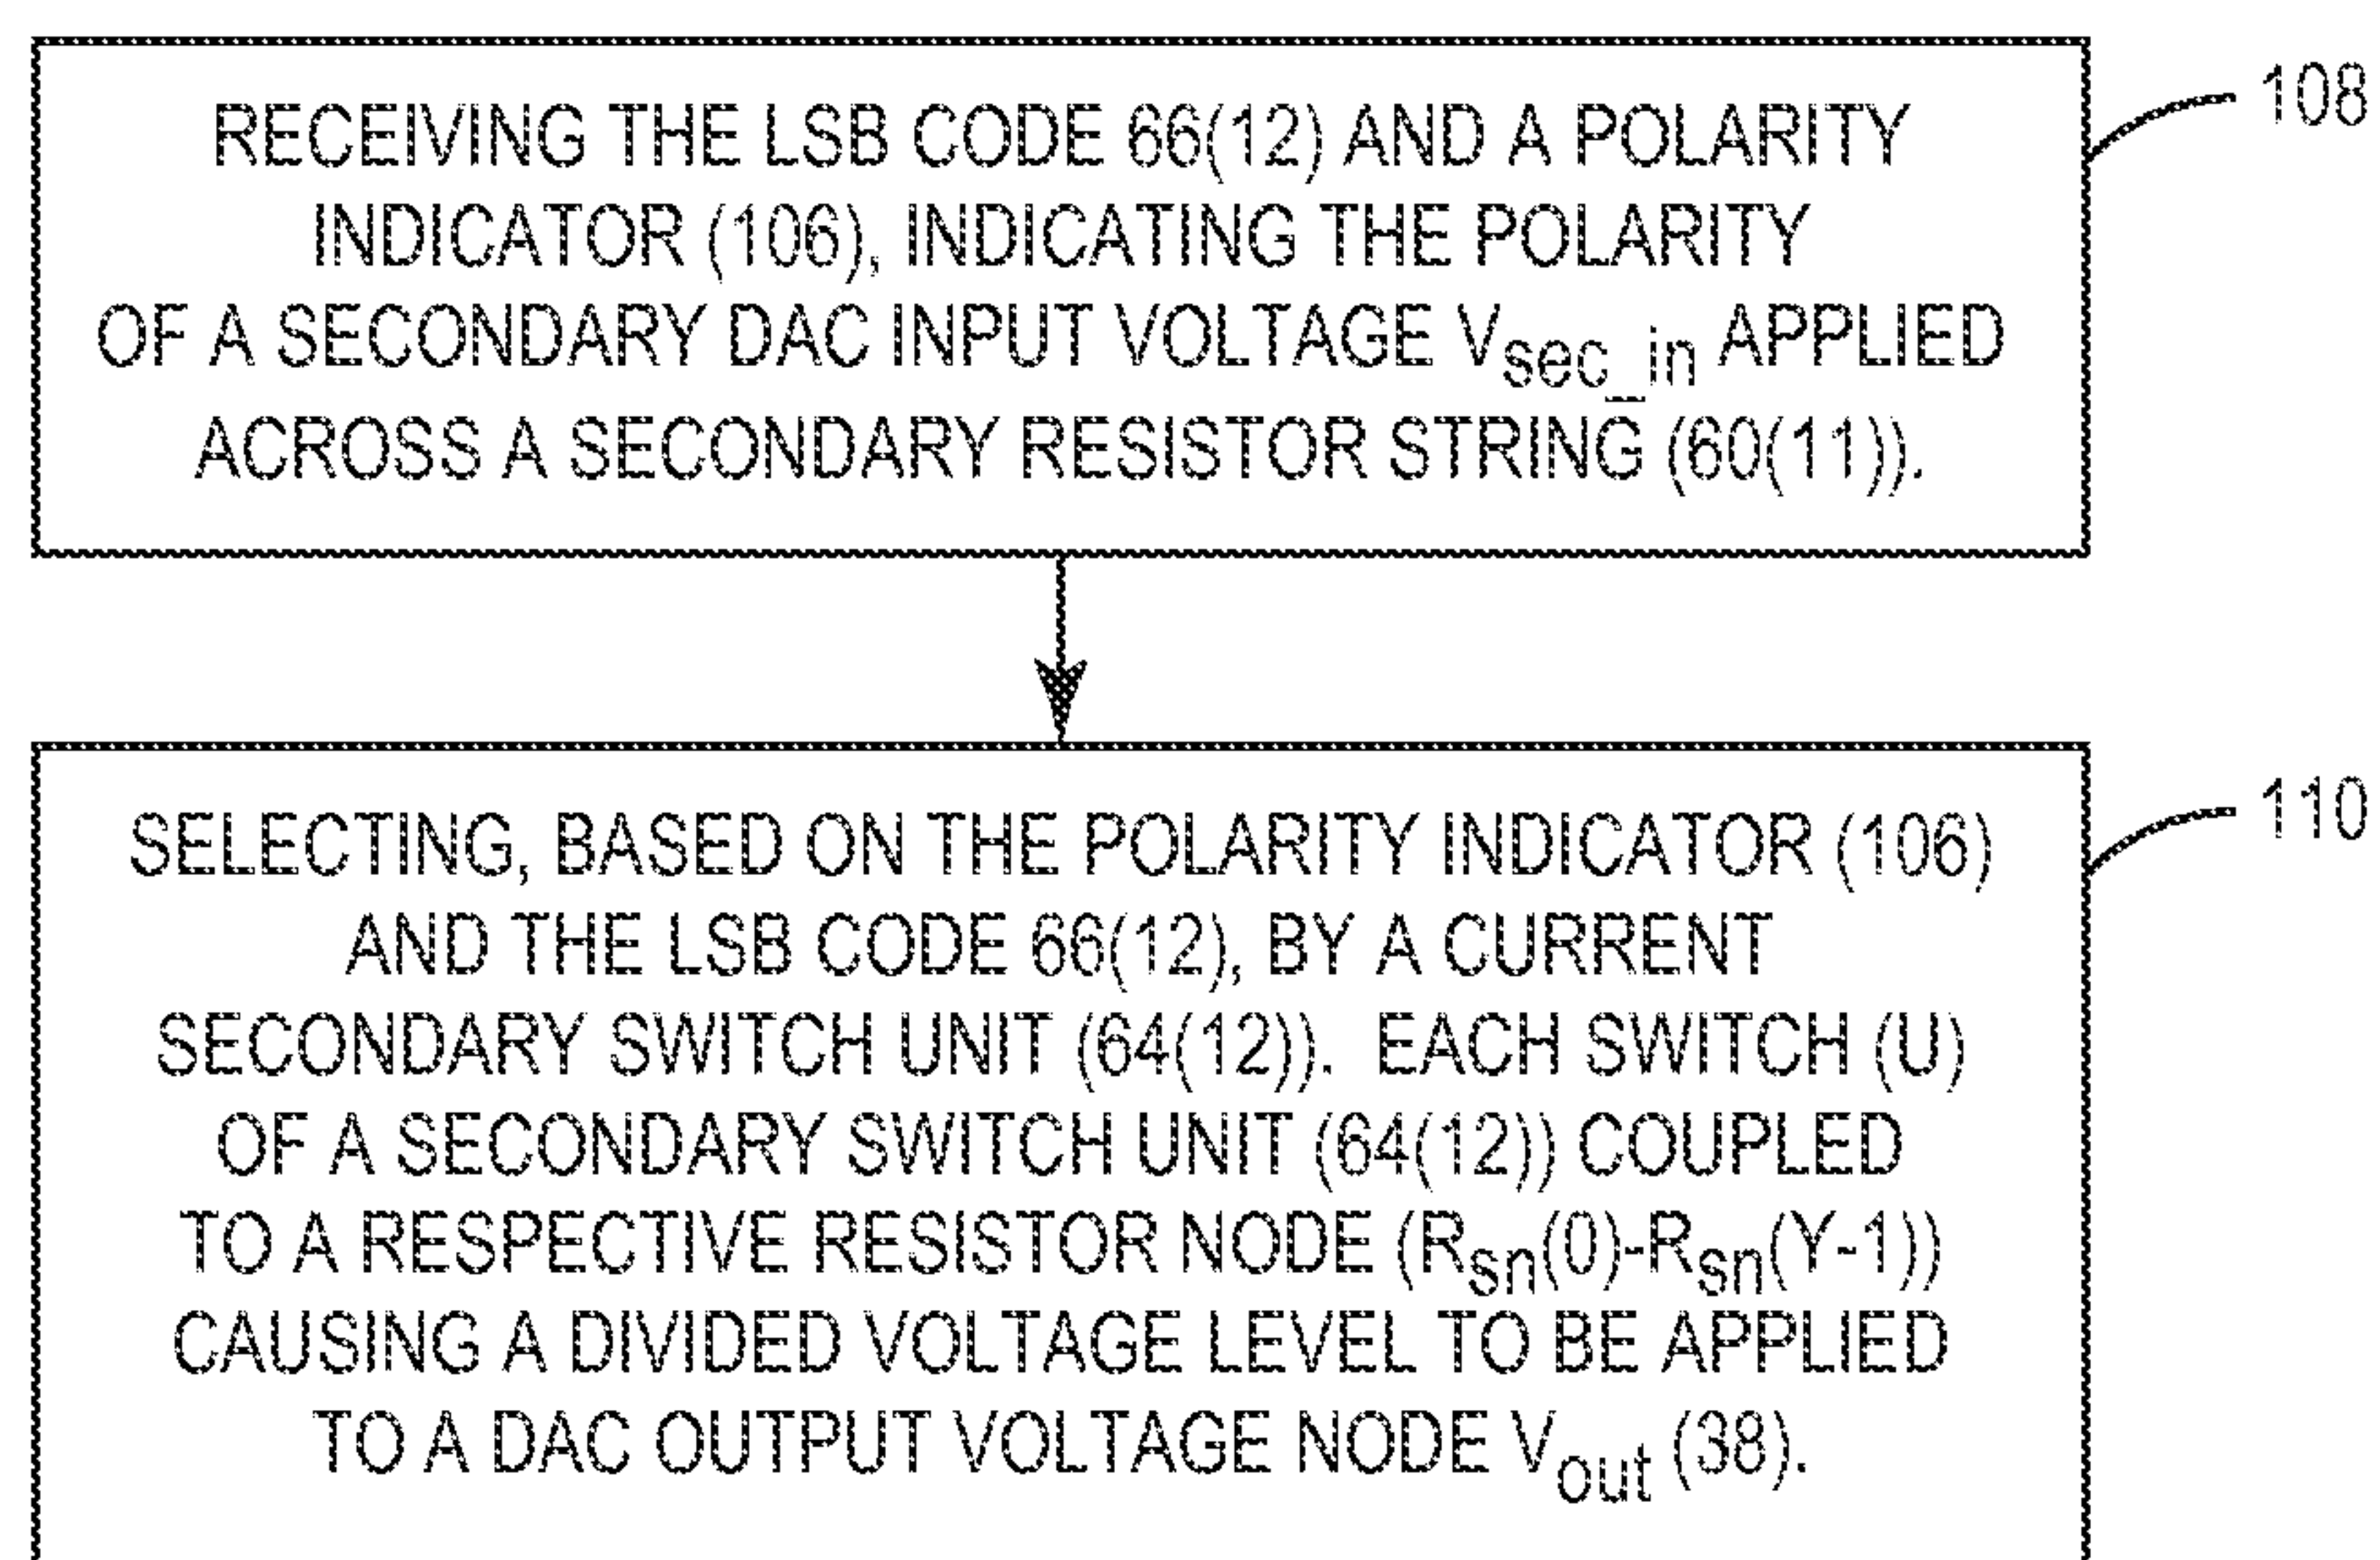 RECEIVING THE LSB CODE 66(12) AND A POLARITY
INDICATOR (106), INDICATING THE POLARITY
OF A SECONDARY DAC INPUT VOLTAGE Vsec_in APPLIED
ACROSS A SECONDARY RESISTOR STRING (60(11)).
108
SELECTING, BASED ON THE POLARITY INDICATOR (106)
AND THE LSB CODE 66(12), BY A CURRENT
SECONDARY SWITCH UNIT (64(12)). EACH SWITCH (U)
OF A SECONDARY SWITCH UNIT (64(12)) COUPLED
TO A RESPECTIVE RESISTOR NODE (Rsn(0)-Rsn(Y-1))
CAUSING A DIVIDED VOLTAGE LEVEL TO BE APPLIED
TO A DAC OUTPUT VOLTAGE NODE Vout (38).
110